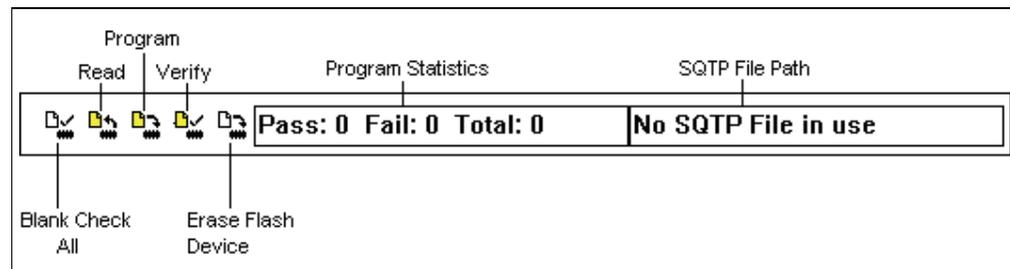 Program
Read Verify Program Statistics SQTP File Path
Pass: 0 Fail: 0 Total: 0 No SQTP File in use
Blank Check All
Erase Flash Device